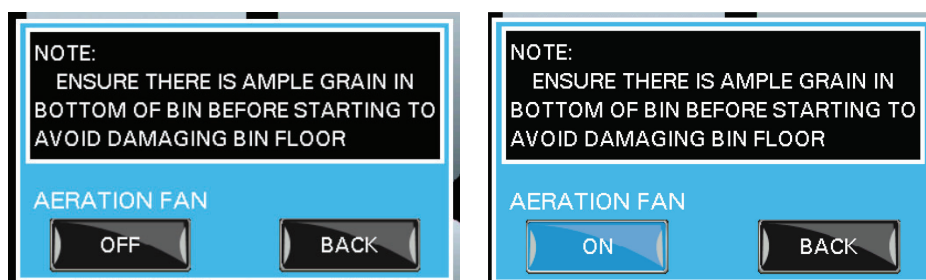 NOTE:
ENSURE THERE IS AMPLE GRAIN IN
BOTTOM OF BIN BEFORE STARTING TO
AVOID DAMAGING BIN FLOOR
AERATION FAN
OFF
BACK
NOTE:
ENSURE THERE IS AMPLE GRAIN IN
BOTTOM OF BIN BEFORE STARTING TO
AVOID DAMAGING BIN FLOOR
AERATION FAN
ON
BACK